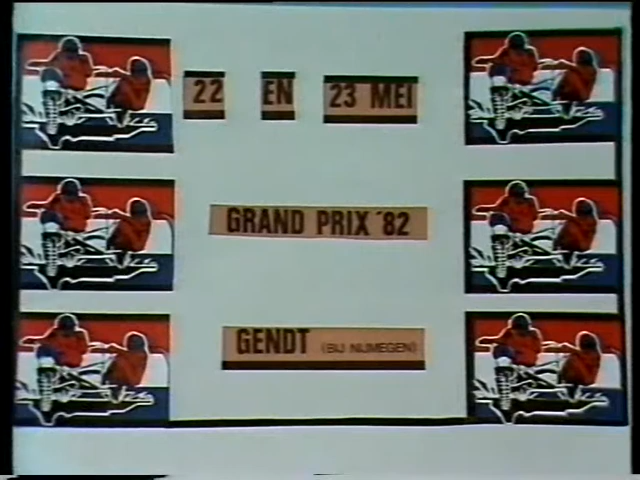 22 EN 23 MEI
GRAND PRIX '82
GENDT (BIJ NIJMEGEN)